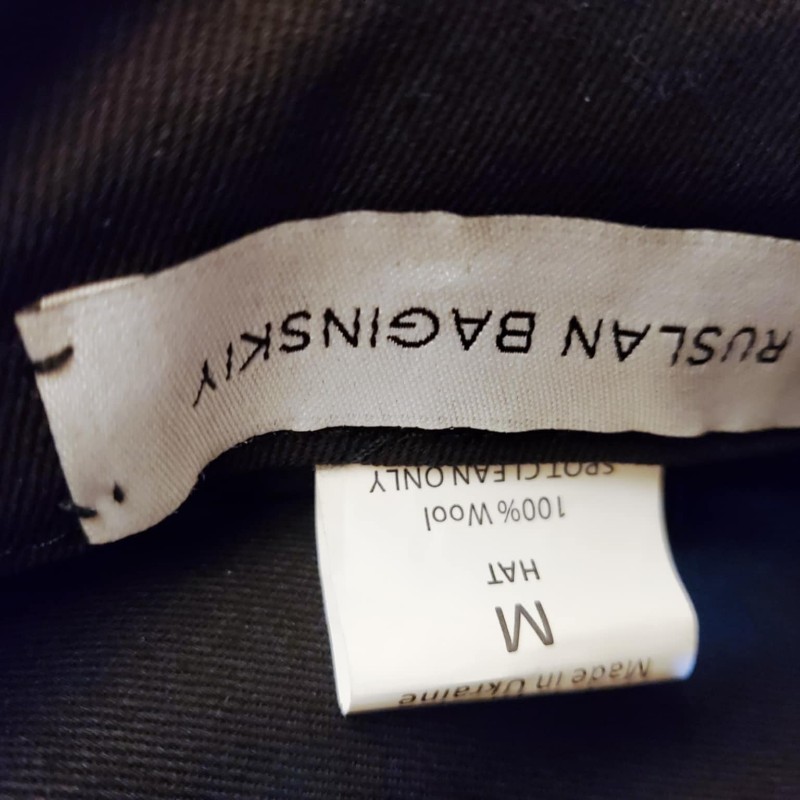 RUSLAN BAGINSKIY
Made in Ukraine
M
HAT
100% Wool
SPOT CLEAN ONLY